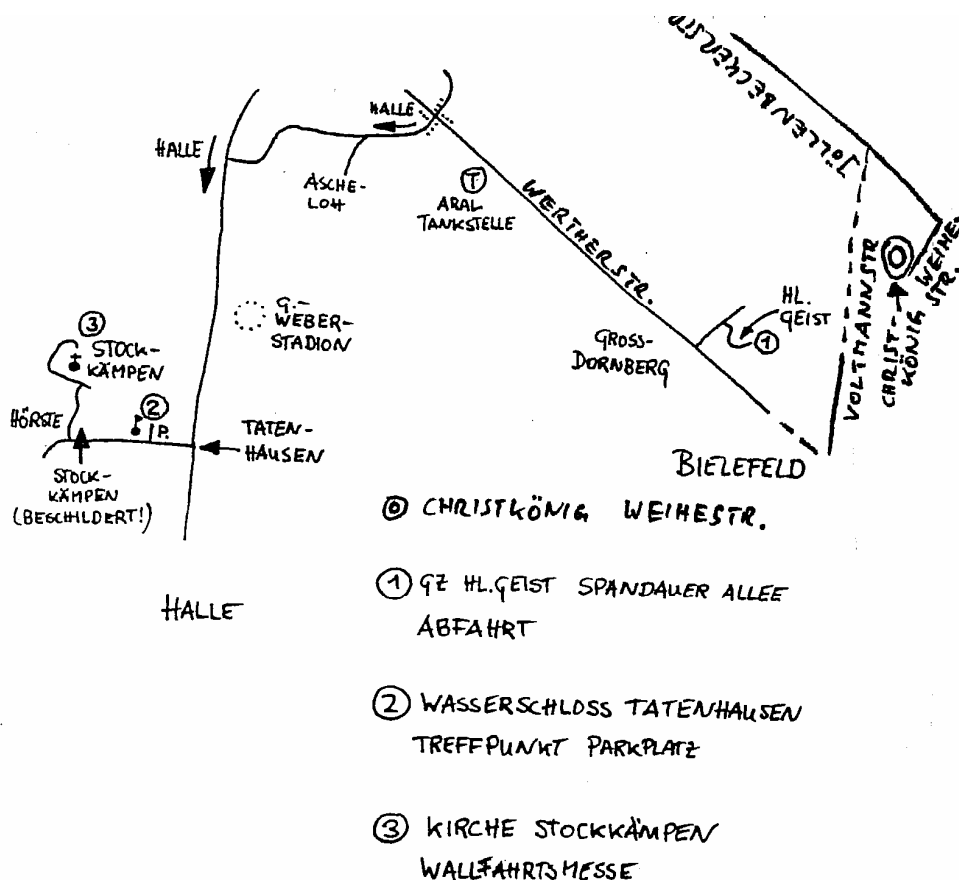 JÖLLENBECKERSTR
HALLE
HALLE
ASCHE-
LOH
T
ARAL
TANKSTELLE
WERTHERSTR.
VOLTMANNSTR
CHRIST-
KÖNIG
WEIHE-
STR.
HL.
GEIST
1
G.-
WEBER-
STADION
GROSS-
DORNBERG
3
STOCK-
KÄMPEN
HÖRSTE
2
P.
TATEN-
HAUSEN
STOCK-
KÄMPEN
(BESCHILDERT!)
BIELEFELD
HALLE
0 CHRISTKÖNIG WEIHESTR.
1 GZ HL.GEIST SPANDAUER ALLEE
ABFAHRT
2 WASSERSCHLOSS TATENHAUSEN
TREFFPUNKT PARKPLATZ
3 KIRCHE STOCKKÄMPEN
WALLFAHRTSMESSE